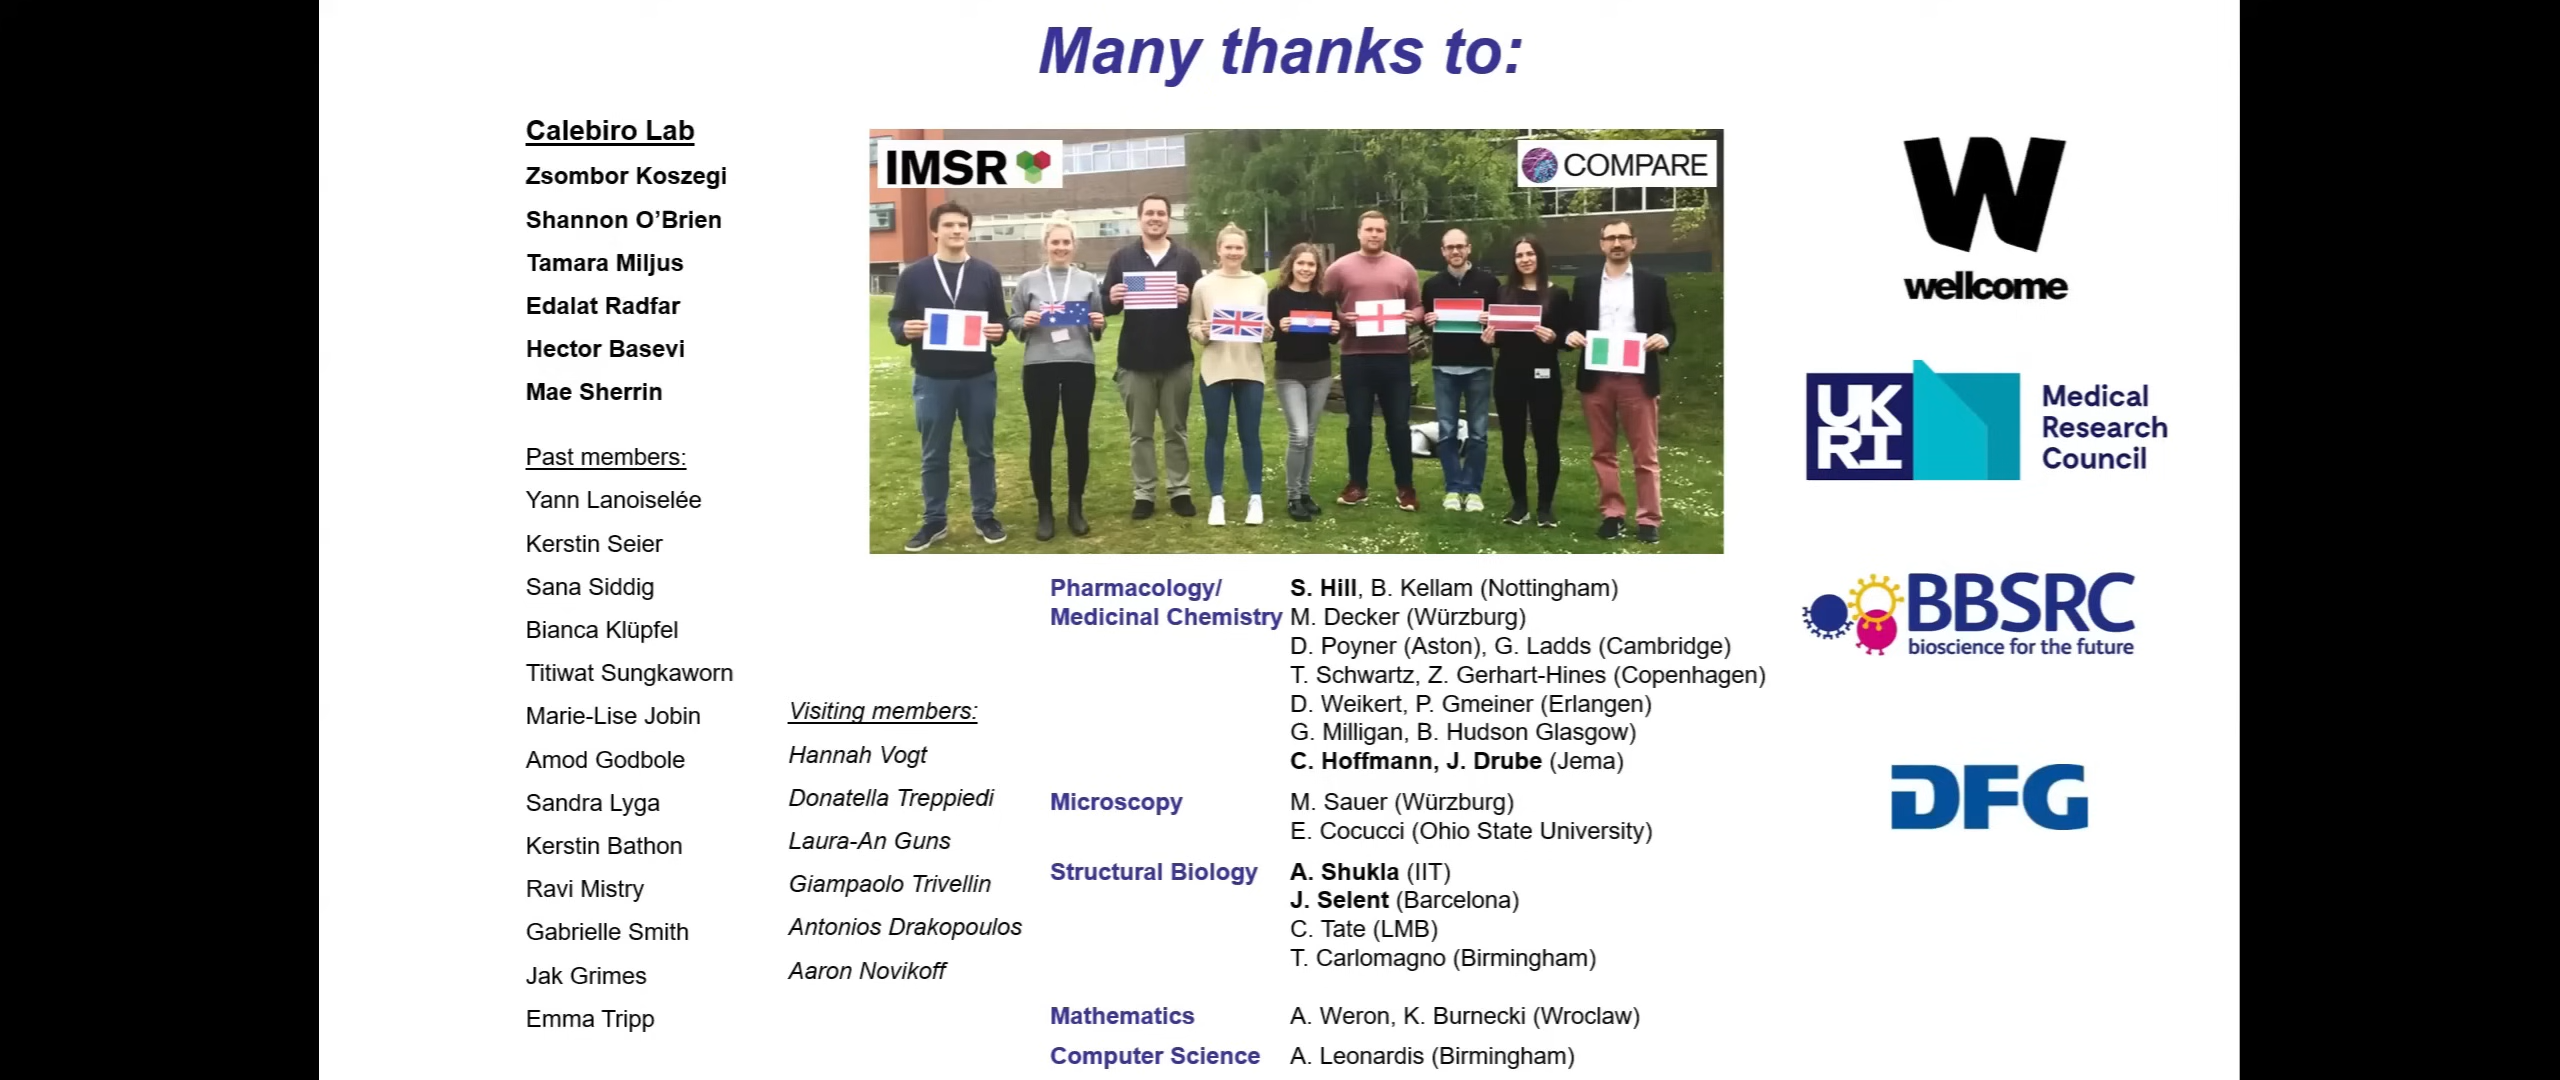 Many thanks to:
Calebiro Lab
Zsombor Koszegi
Shannon O’Brien
Tamara Miljus
Edalat Radfar
Hector Basevi
Mae Sherrin
Past members:
Yann Lanoiselée
Kerstin Seier
Sana Siddig
Bianca Klüpfel
Titiwat Sungkaworn
Marie-Lise Jobin
Amod Godbole
Sandra Lyga
Kerstin Bathon
Ravi Mistry
Gabrielle Smith
Jak Grimes
Emma Tripp
Visiting members:
Hannah Vogt
Donatella Treppiedi
Laura-An Guns
Giampaolo Trivellin
Antonios Drakopoulos
Aaron Novikoff
IMSR
COMPARE
Pharmacology/
Medicinal Chemistry
S. Hill, B. Kellam (Nottingham)
M. Decker (Würzburg)
D. Poyner (Aston), G. Ladds (Cambridge)
T. Schwartz, Z. Gerhart-Hines (Copenhagen)
D. Weikert, P. Gmeiner (Erlangen)
G. Milligan, B. Hudson Glasgow)
C. Hoffmann, J. Drube (Jema)
Microscopy
M. Sauer (Würzburg)
E. Cocucci (Ohio State University)
Structural Biology
A. Shukla (IIT)
J. Selent (Barcelona)
C. Tate (LMB)
T. Carlomagno (Birmingham)
Mathematics
A. Weron, K. Burnecki (Wroclaw)
Computer Science
A. Leonardis (Birmingham)
W
wellcome
UK
RI
Medical
Research
Council
BBSRC
bioscience for the future
DFG